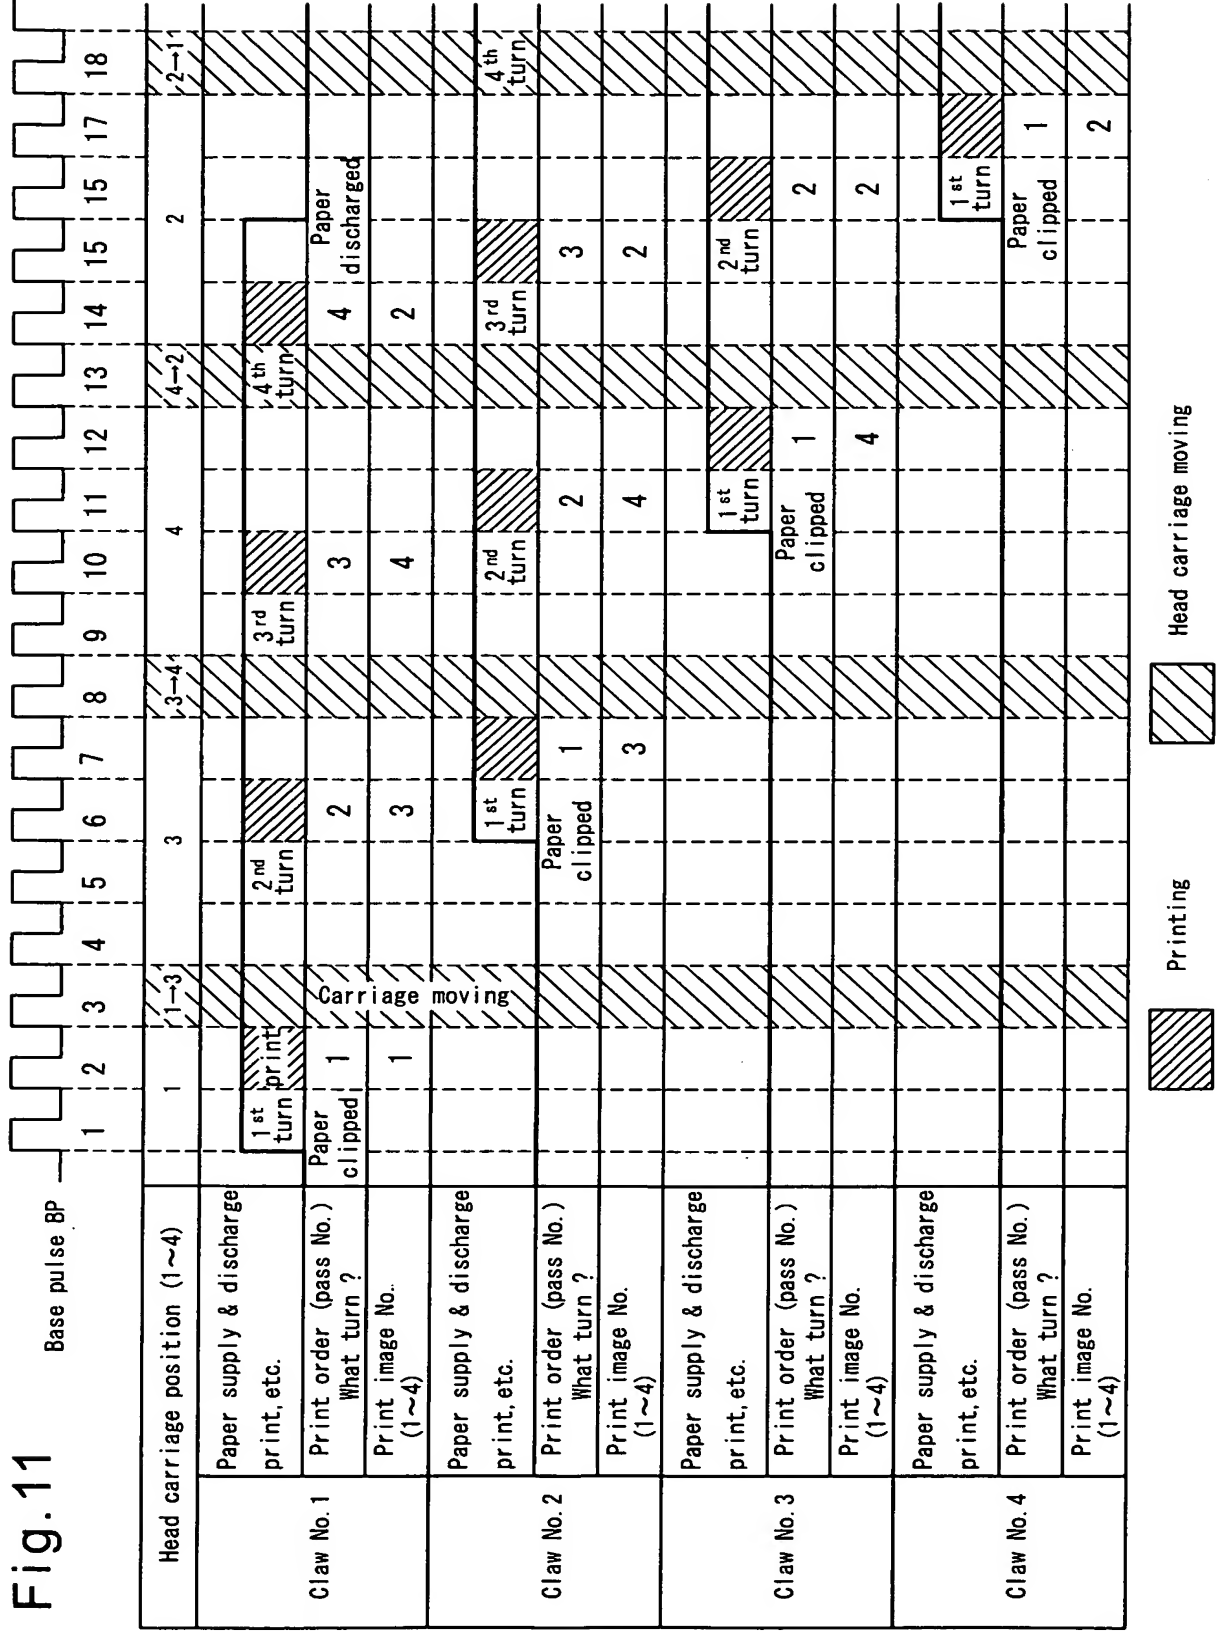 Fig.11
Base pulse BP
1 2 3 4 5 6 7 8 9 10 11 12 13 14 15 15 17 18
Head carriage position (1~4)
1 1→3 3 3→4 4 4→2 2 2→1
Claw No. 1
Paper supply & discharge
print, etc.
1st turn print 2nd turn 3rd turn 4th turn
Print order (pass No.)
What turn ?
Paper clipped 1 Carriage moving 2 3 4 Paper discharged
Print image No.
(1~4)
1 3 4 2
Claw No. 2
Paper supply & discharge
print, etc.
1st turn 2nd turn 3rd turn 4th turn
Print order (pass No.)
What turn ?
Paper clipped 1 2 3
Print image No.
(1~4)
3 4 2
Claw No. 3
Paper supply & discharge
print, etc.
1st turn 2nd turn
Print order (pass No.)
What turn ?
Paper clipped 1 2
Print image No.
(1~4)
4 2
Claw No. 4
Paper supply & discharge
print, etc.
1st turn
Print order (pass No.)
What turn ?
Paper clipped 1
Print image No.
(1~4)
2
Printing
Head carriage moving